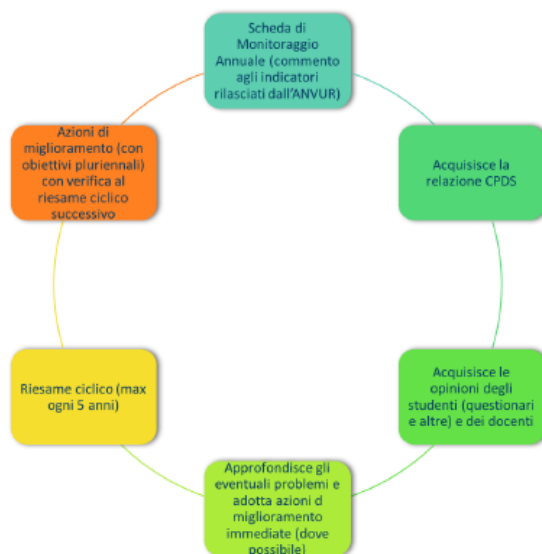 Scheda di
Monitoraggio
Annuale (commento
agli indicatori
rilasciati dall'ANVUR)
Acquisisce la
relazione CPDS
Acquisisce le
opinioni degli
studenti (questionari
e altre) e dei docenti
Approfondisce gli
eventuali problemi e
adotta azioni d
miglioramento
immediate (dove
possibile)
Riesame ciclico (max
ogni 5 anni)
Azioni di
miglioramento (con
obiettivi pluriennali)
con verifica al
riesame ciclico
successivo